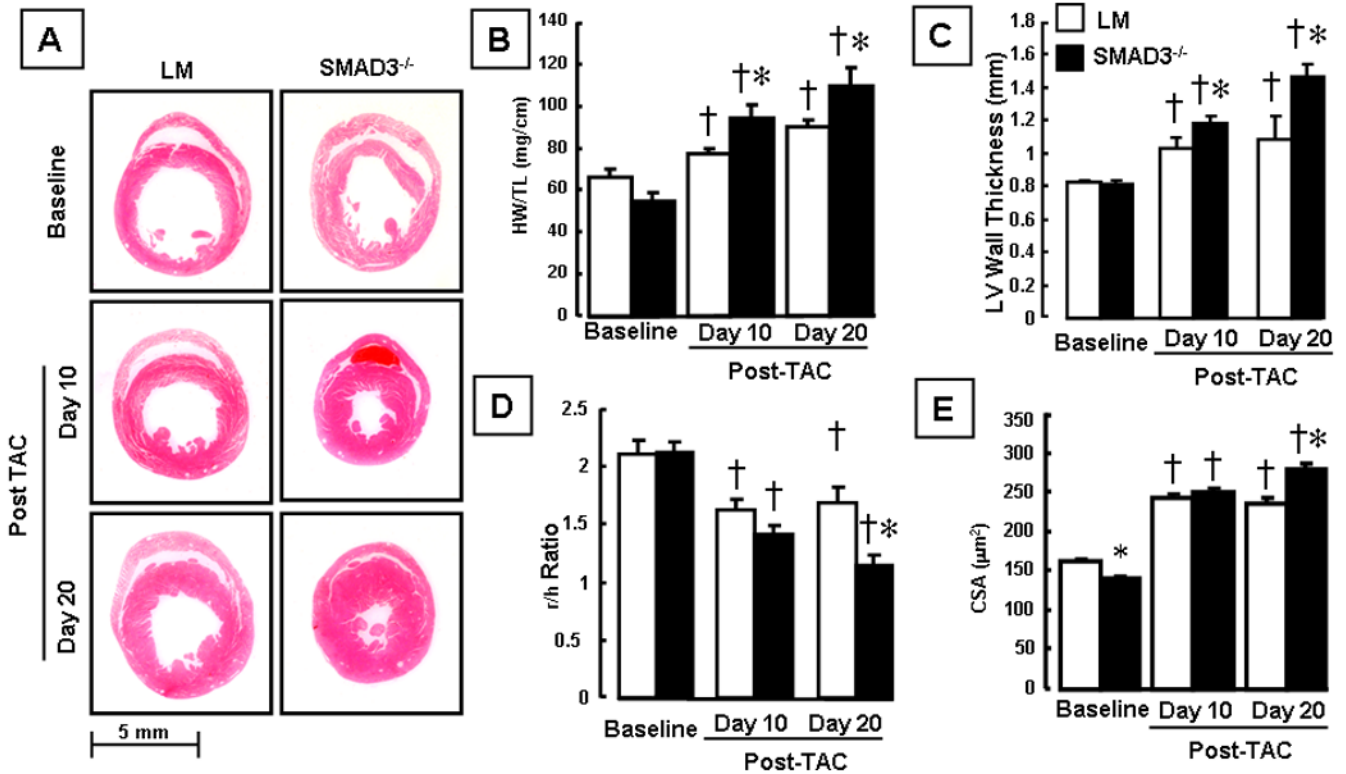 A
LM
SMAD3-/-
Baseline
Day 10
Day 20
Post TAC
5 mm
B
HW/TL (mg/cm)
140
120
100
80
60
40
20
0
†
†*
†
†*
Baseline
Day 10
Day 20
Post-TAC
C
LM
SMAD3-/-
LV Wall Thickness (mm)
1.8
1.6
1.4
1.2
1
0.8
0.6
0.4
0.2
0
†
†*
†
†*
Baseline
Day 10
Day 20
Post-TAC
D
r/h Ratio
2.5
2
1.5
1
0.5
0
†
†
†
†*
Baseline
Day 10
Day 20
Post-TAC
E
CSA (µm²)
350
300
250
200
150
100
50
0
*
†
†
†
†*
Baseline
Day 10
Day 20
Post-TAC